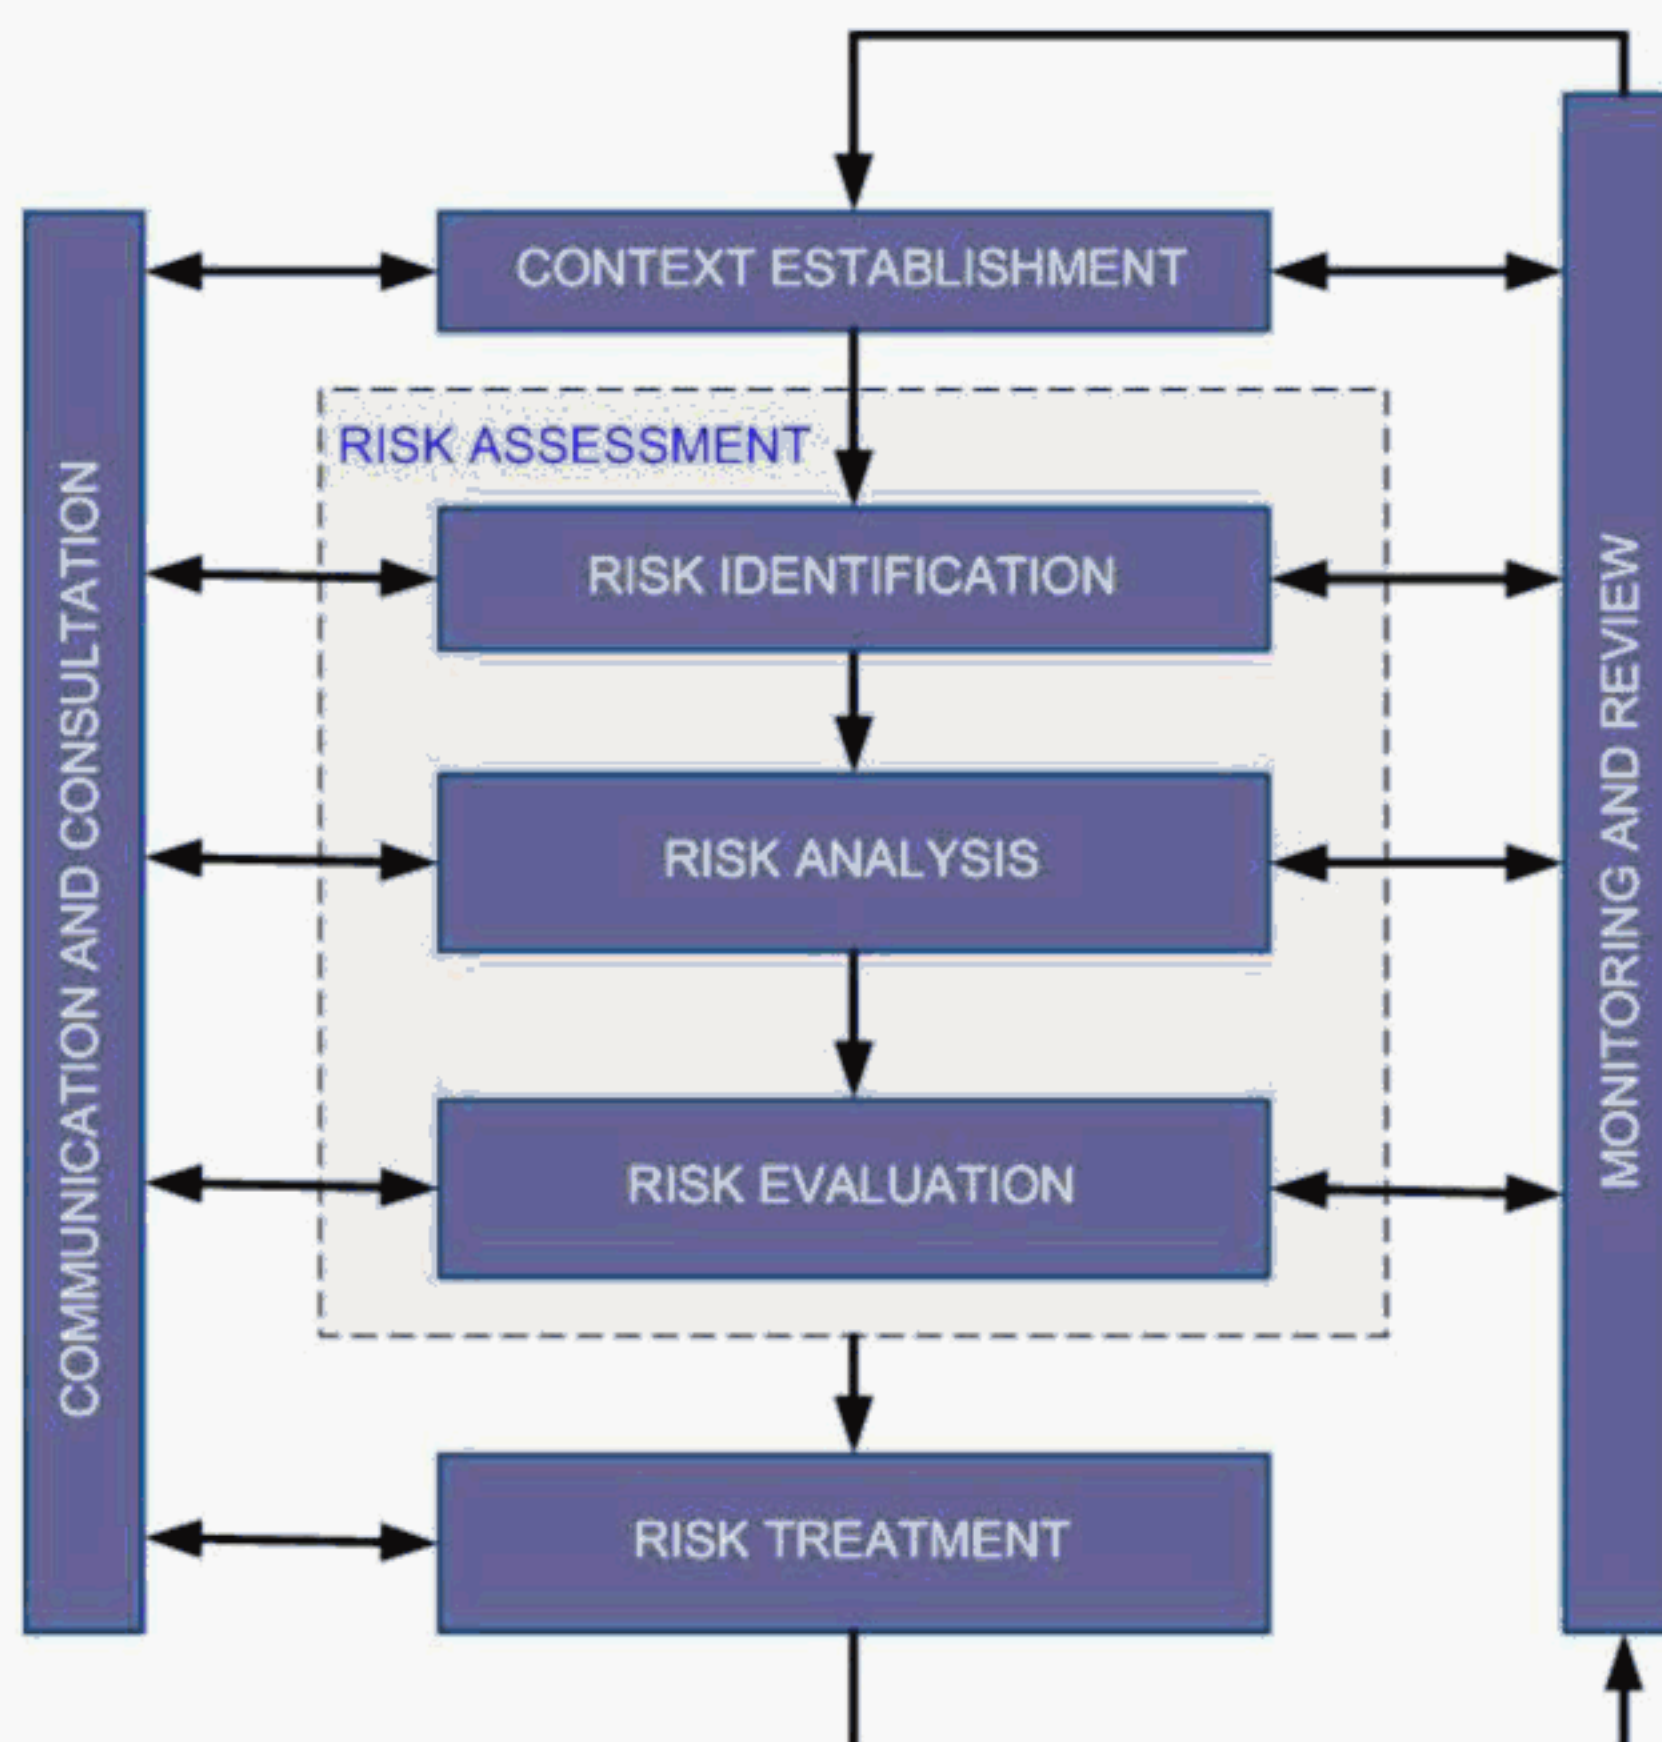 CONTEXT ESTABLISHMENT
RISK ASSESSMENT
RISK IDENTIFICATION
RISK ANALYSIS
RISK EVALUATION
RISK TREATMENT
COMMUNICATION AND CONSULTATION
MONITORING AND REVIEW